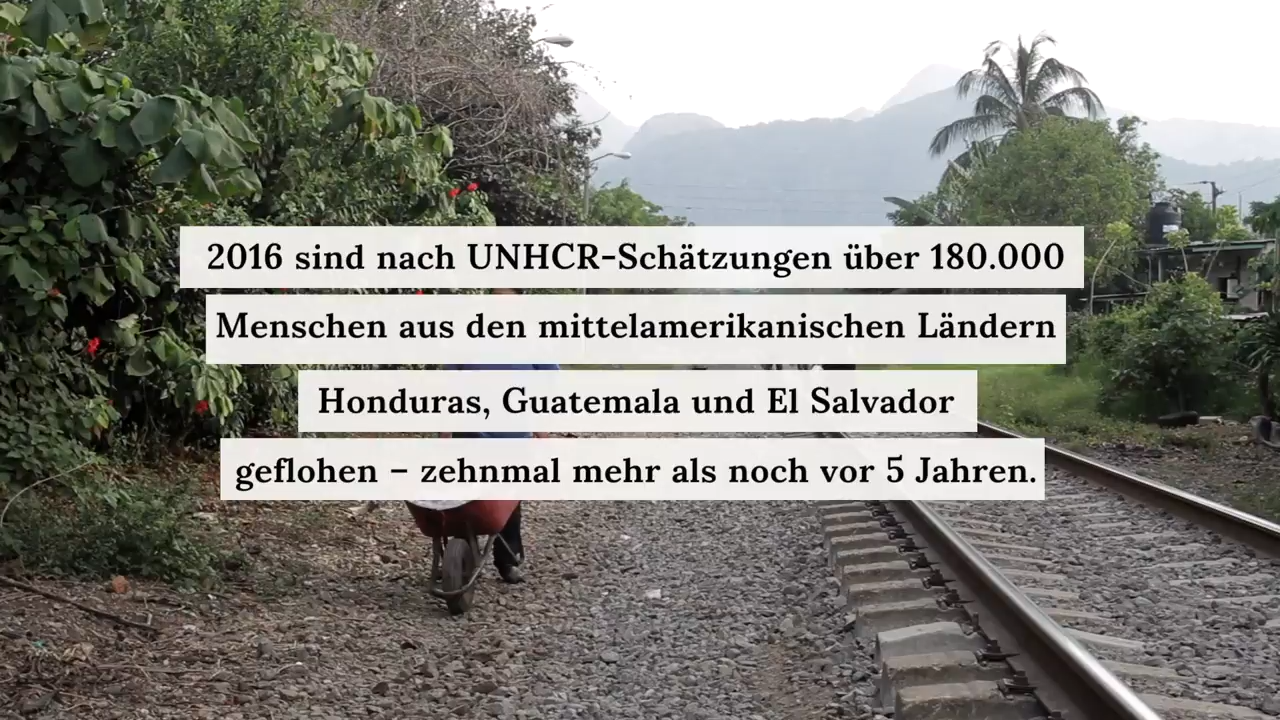 2016 sind nach UNHCR-Schätzungen über 180.000
Menschen aus den mittelamerikanischen Ländern
Honduras, Guatemala und El Salvador
geflohen – zehnmal mehr als noch vor 5 Jahren.